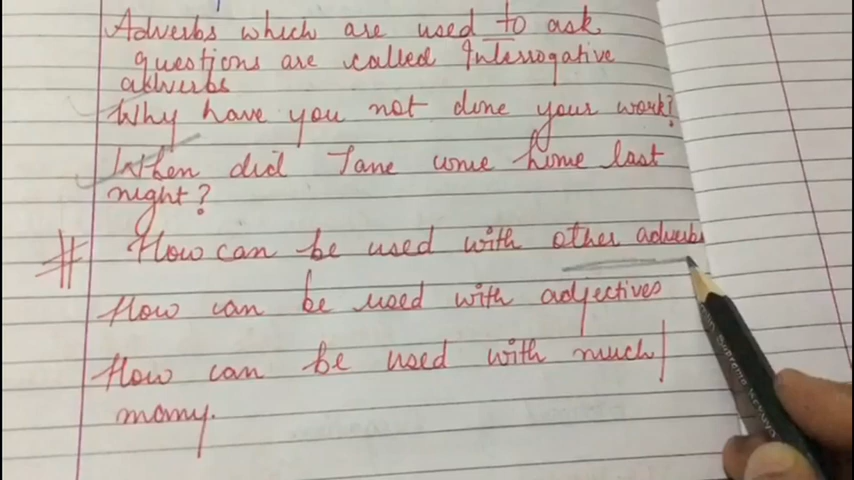 Adverbs which are used to ask
questions are called Interrogative
adverbs
Why have you not done your work?
When did Jane come home last
night?
# How can be used with other adverbs
How can be used with adjectives
How can be used with much/
many.